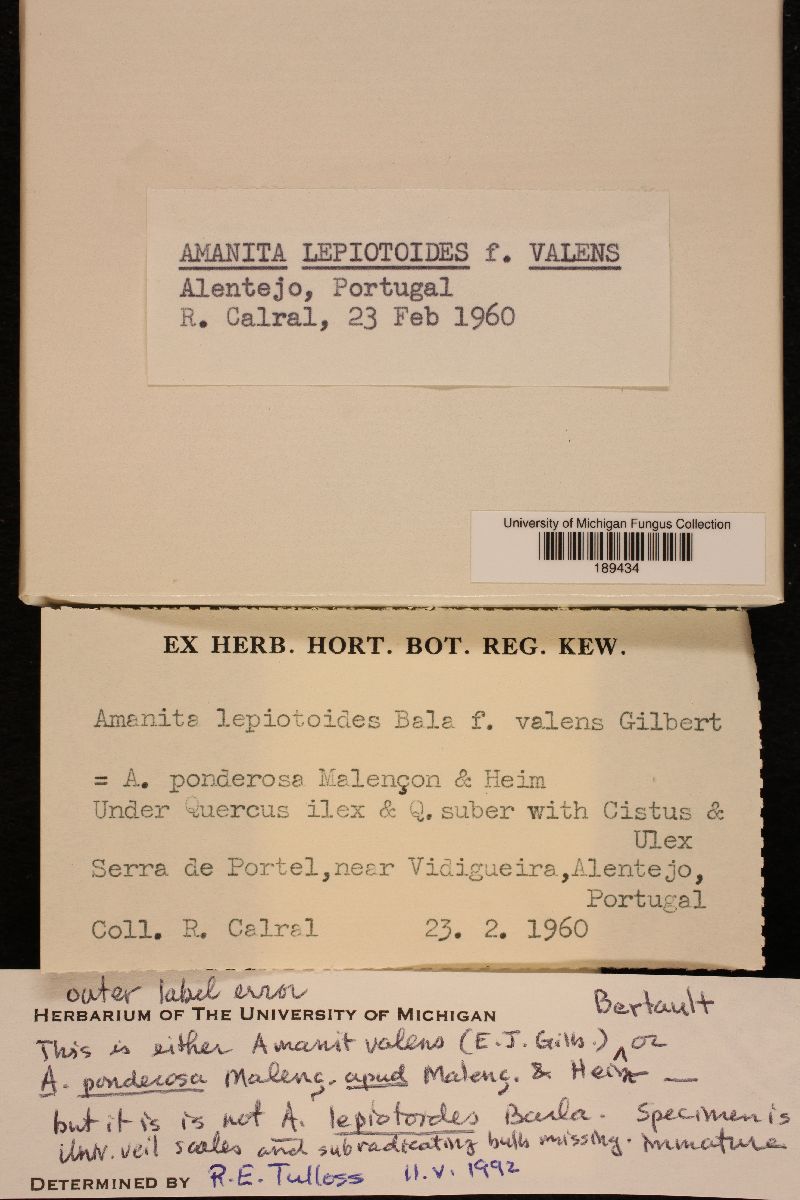 AMANITA LEPIOTOIDES f. VALENS
Alentejo, Portugal
R. Calral, 23 Feb 1960
University of Michigan Fungus Collection
189434
EX HERB. HORT. BOT. REG. KEW.
Amanita lepiotoides Bala f. valens Gilbert
= A. ponderosa Malençon & Heim
Under Quercus ilex & Q. suber with Cistus &
Ulex
Serra de Portel, near Vidigueira, Alentejo,
Portugal
Coll. R. Calral 23. 2. 1960
outer label error
HERBARIUM OF THE UNIVERSITY OF MICHIGAN
Bertault
This is either Amanit valens (E.J. Gilb.) ^ or
A. ponderosa Maleng. apud Maleng. & Heim —
but it is is not A. lepiotoides Barla. Specimen is
Univ. veil scales and subradicating bulb missing. immature
DETERMINED BY R.E. Tulloss 11.V.1992